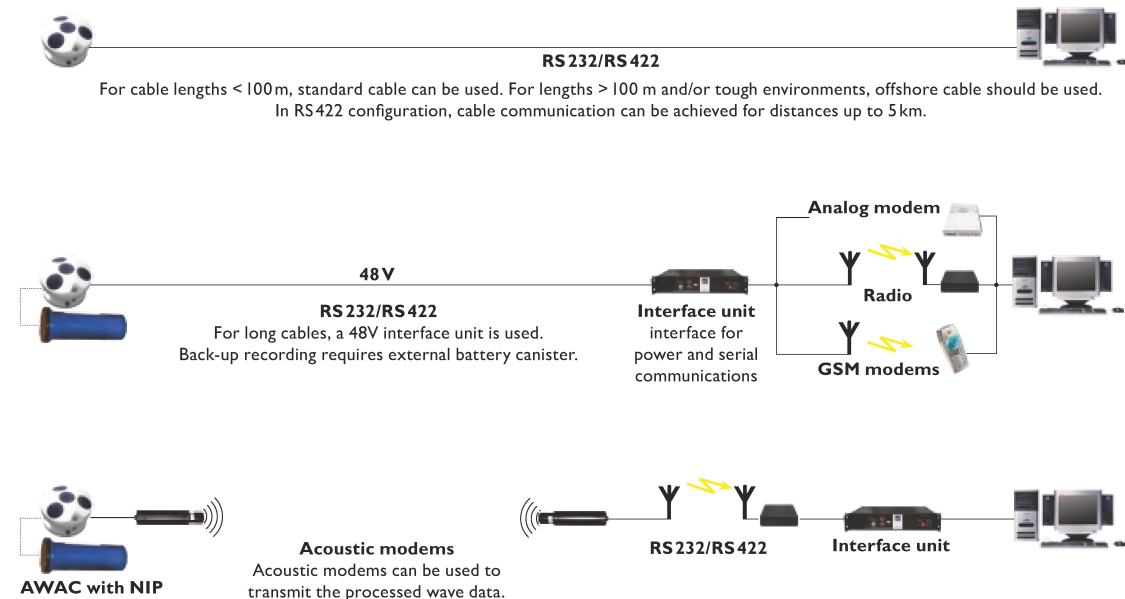 RS232/RS422
For cable lengths < 100 m, standard cable can be used. For lengths > 100 m and/or tough environments, offshore cable should be used.
In RS422 configuration, cable communication can be achieved for distances up to 5 km.
Analog modem
48 V
Radio
RS232/RS422
For long cables, a 48V interface unit is used.
Back-up recording requires external battery canister.
Interface unit
interface for
power and serial
communications
GSM modems
Acoustic modems
Acoustic modems can be used to
transmit the processed wave data.
RS232/RS422
Interface unit
AWAC with NIP